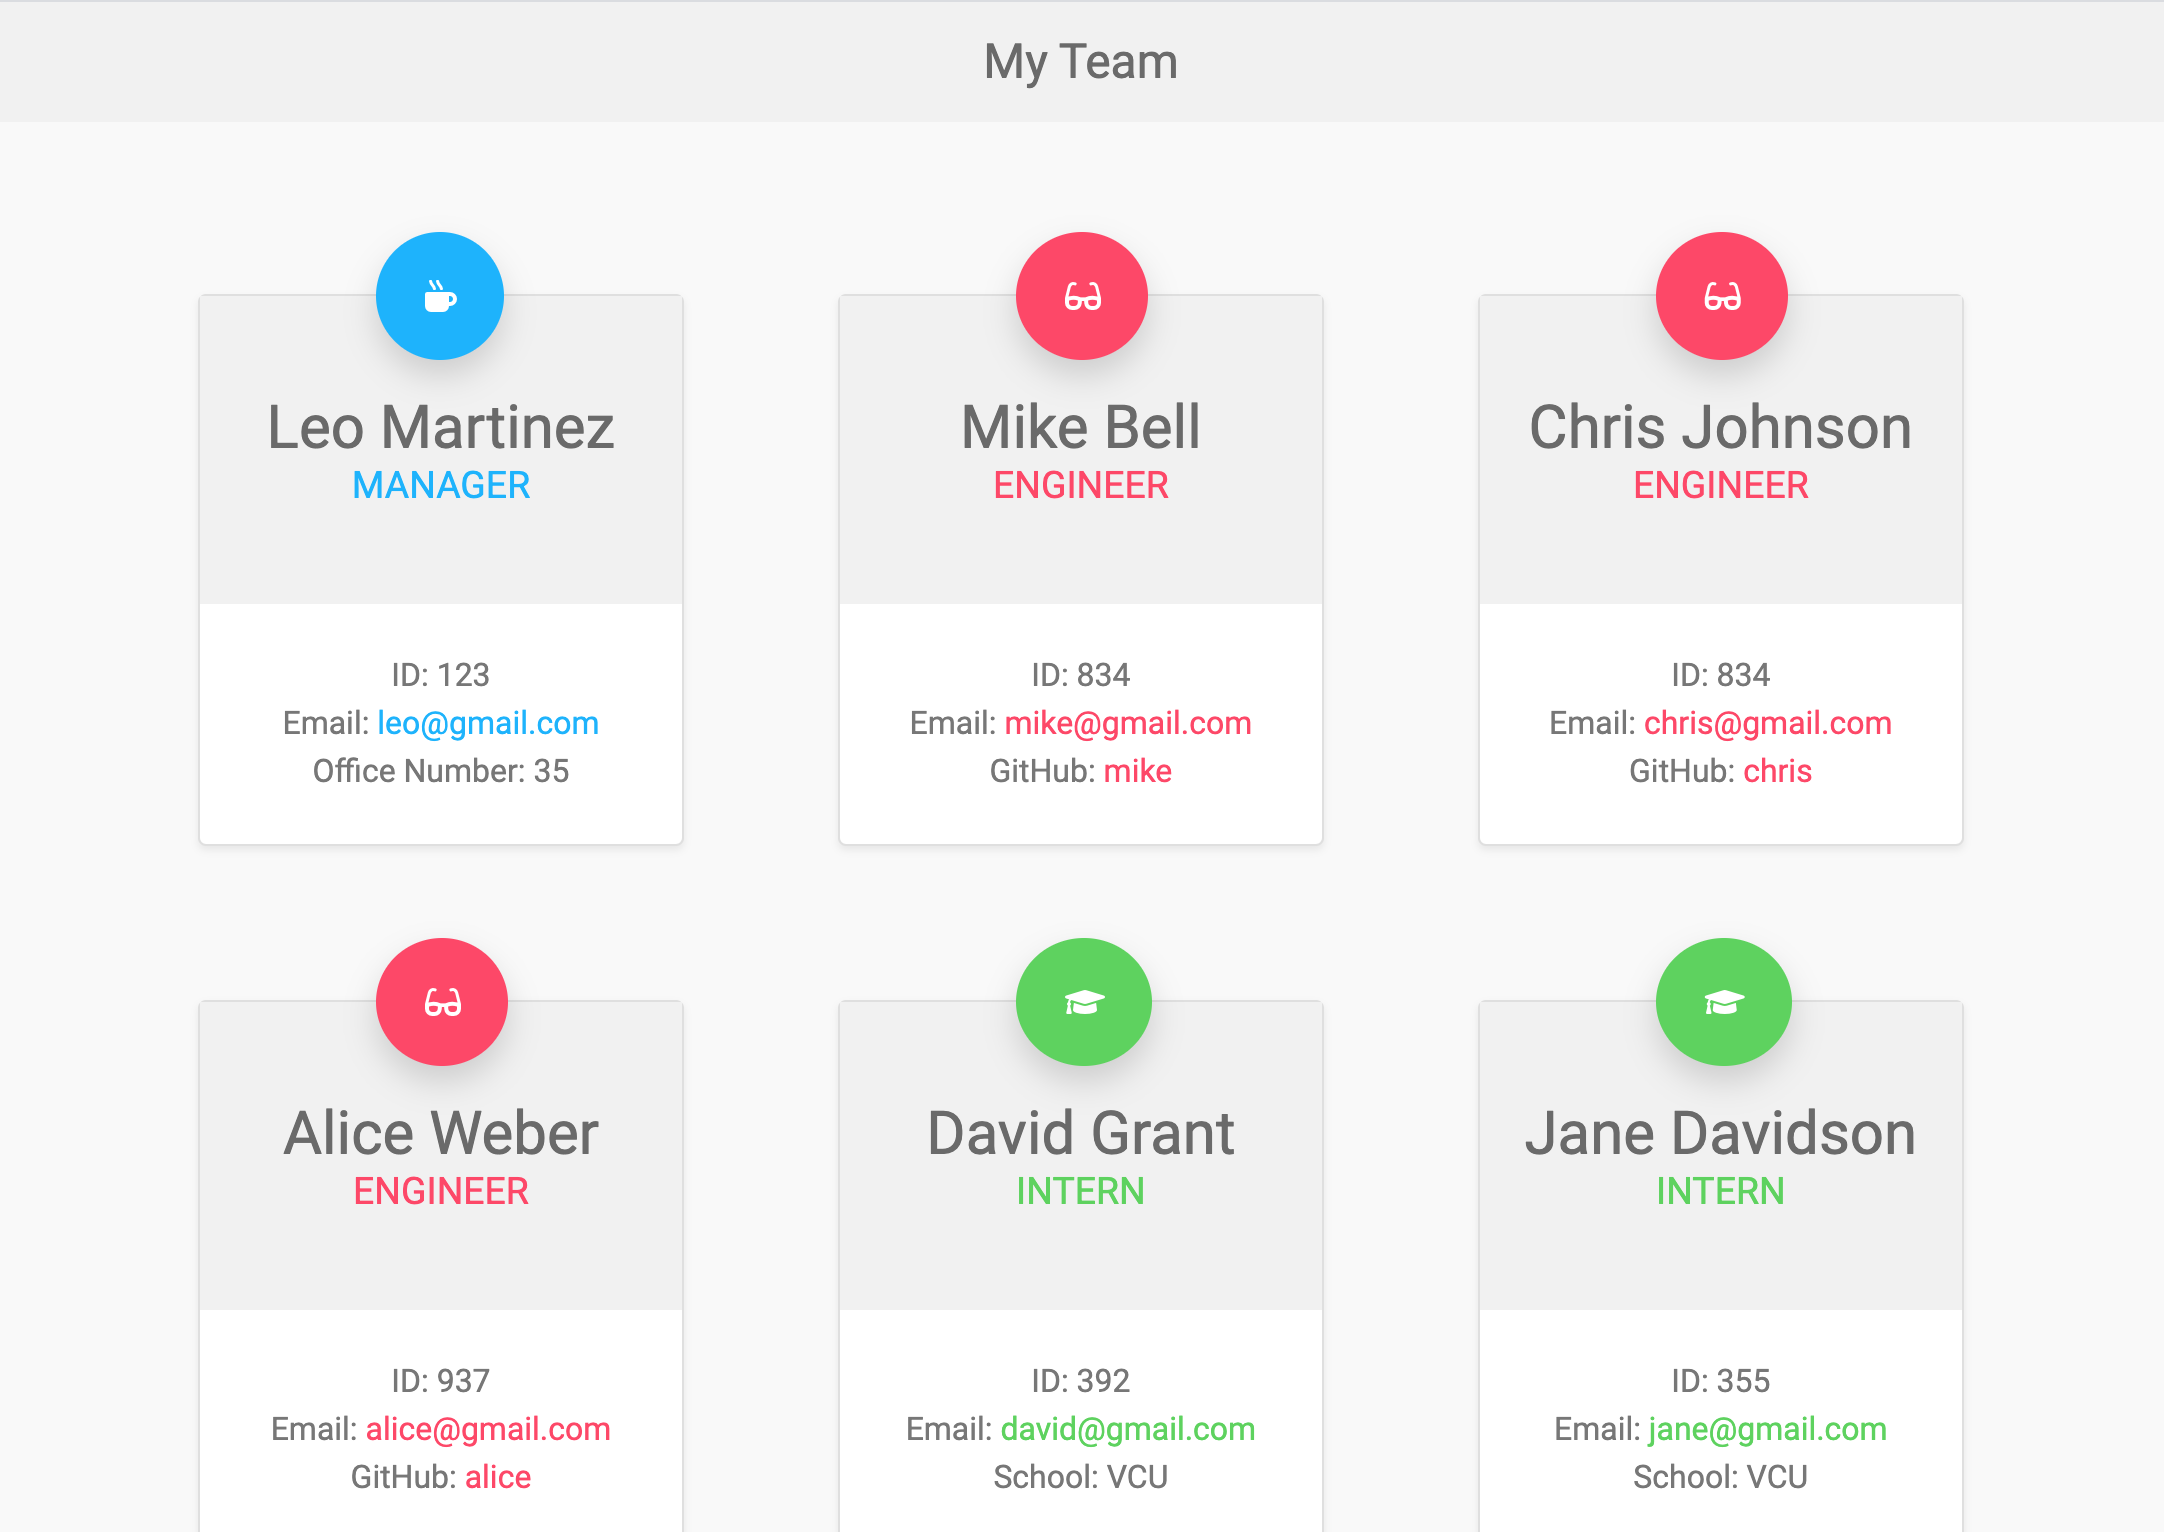 My Team
Leo Martinez
MANAGER
ID: 123
Email: leo@gmail.com
Office Number: 35
Mike Bell
ENGINEER
ID: 834
Email: mike@gmail.com
GitHub: mike
Chris Johnson
ENGINEER
ID: 834
Email: chris@gmail.com
GitHub: chris
Alice Weber
ENGINEER
ID: 937
Email: alice@gmail.com
GitHub: alice
David Grant
INTERN
ID: 392
Email: david@gmail.com
School: VCU
Jane Davidson
INTERN
ID: 355
Email: jane@gmail.com
School: VCU